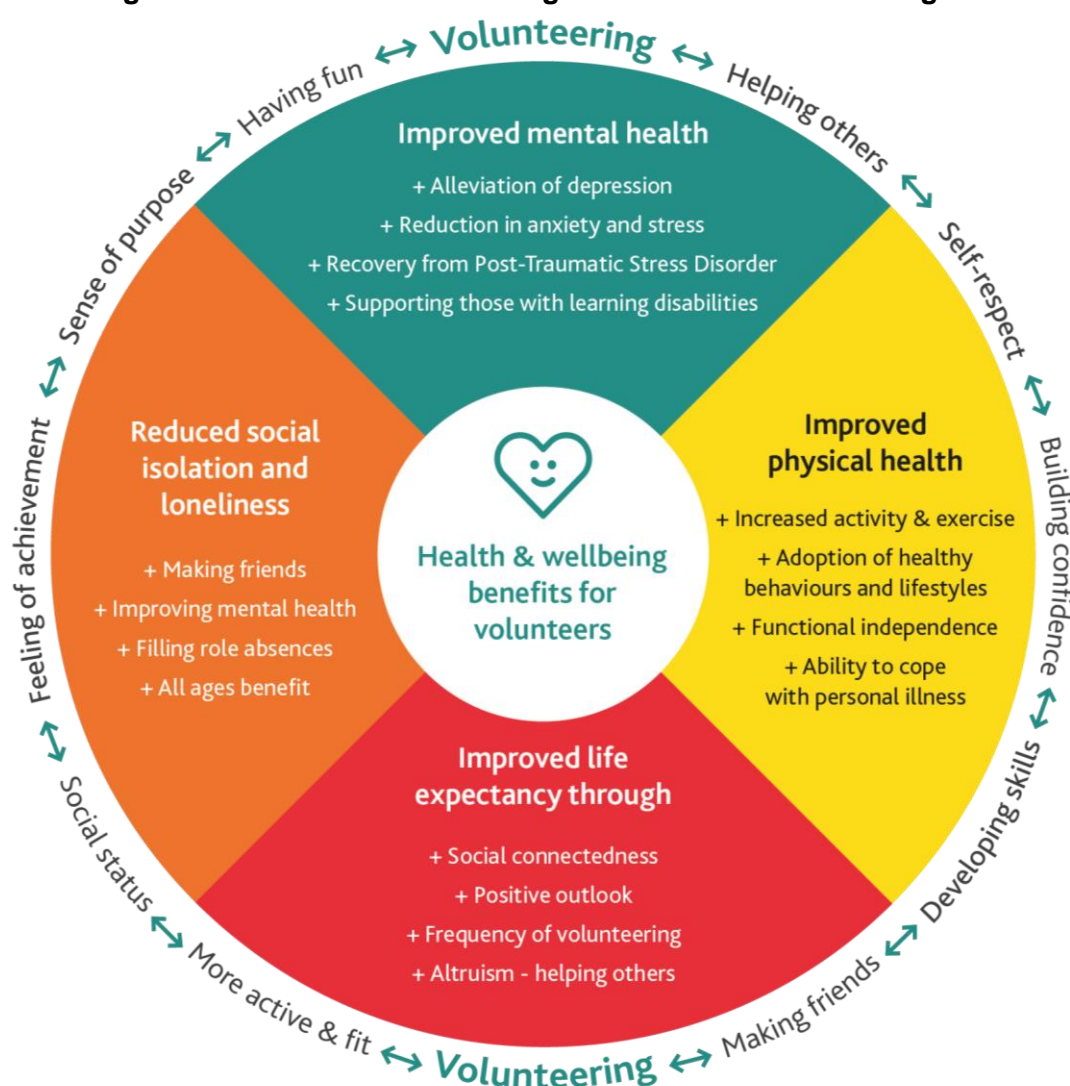 Volunteering
Helping others
Self-respect
Building confidence
Developing skills
Making friends
Volunteering
More active & fit
Social status
Feeling of achievement
Sense of purpose
Having fun
Improved mental health
+ Alleviation of depression
+ Reduction in anxiety and stress
+ Recovery from Post-Traumatic Stress Disorder
+ Supporting those with learning disabilities
Improved
physical health
+ Increased activity & exercise
+ Adoption of healthy
behaviours and lifestyles
+ Functional independence
+ Ability to cope
with personal illness
Improved life
expectancy through
+ Social connectedness
+ Positive outlook
+ Frequency of volunteering
+ Altruism - helping others
Reduced social
isolation and
loneliness
+ Making friends
+ Improving mental health
+ Filling role absences
+ All ages benefit
Health & wellbeing
benefits for
volunteers